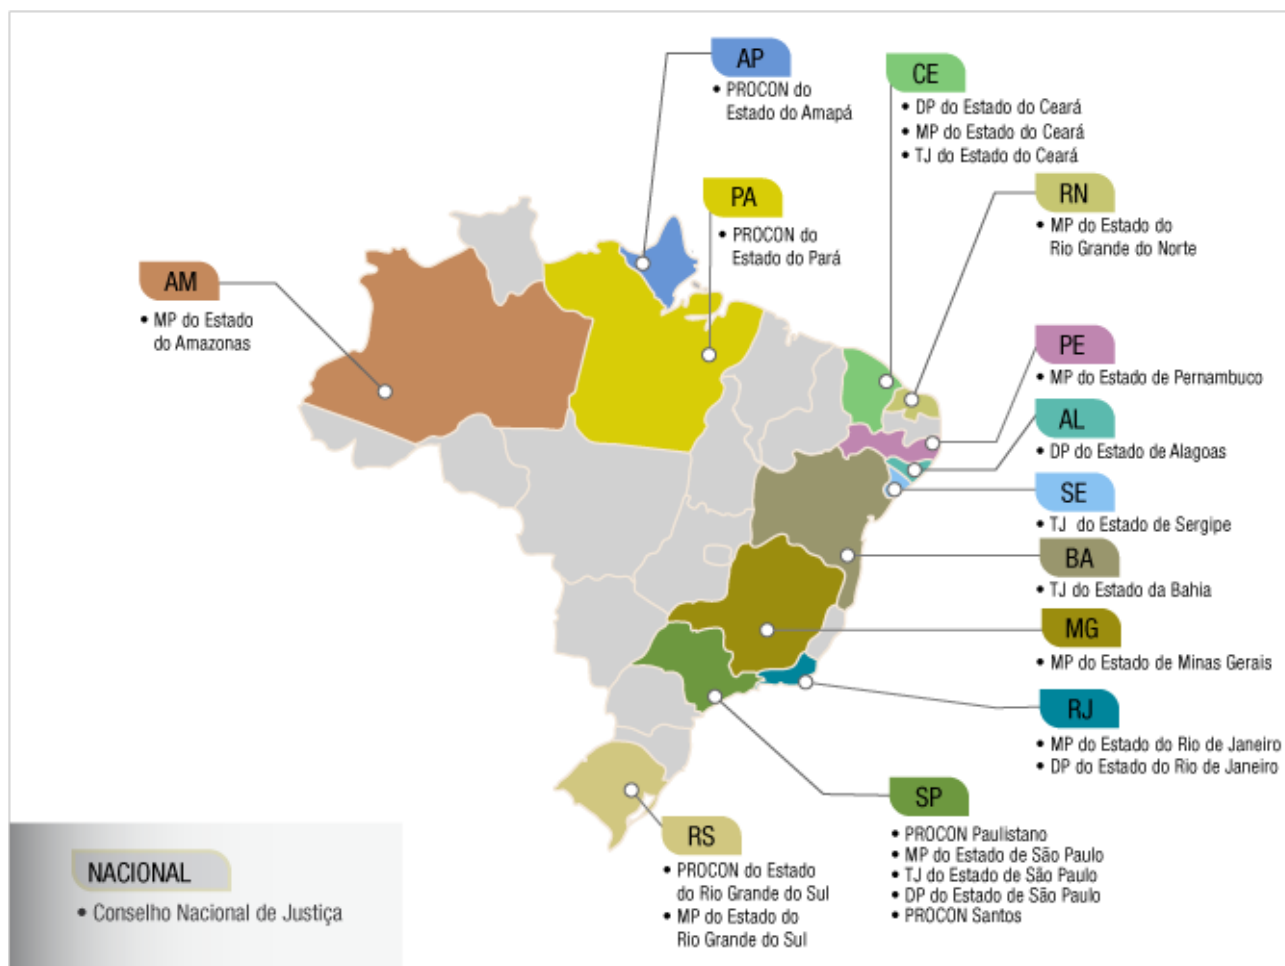 AP
• PROCON do
Estado do Amapá
CE
• DP do Estado do Ceará
• MP do Estado do Ceará
• TJ do Estado do Ceará
PA
• PROCON do
Estado do Pará
RN
• MP do Estado do
Rio Grande do Norte
AM
• MP do Estado
do Amazonas
PE
• MP do Estado de Pernambuco
AL
• DP do Estado de Alagoas
SE
• TJ do Estado de Sergipe
BA
• TJ do Estado da Bahia
MG
• MP do Estado de Minas Gerais
RJ
• MP do Estado do Rio de Janeiro
• DP do Estado do Rio de Janeiro
SP
• PROCON Paulistano
• MP do Estado de São Paulo
• TJ do Estado de São Paulo
• DP do Estado de São Paulo
• PROCON Santos
RS
• PROCON do Estado
do Rio Grande do Sul
• MP do Estado do
Rio Grande do Sul
NACIONAL
• Conselho Nacional de Justiça